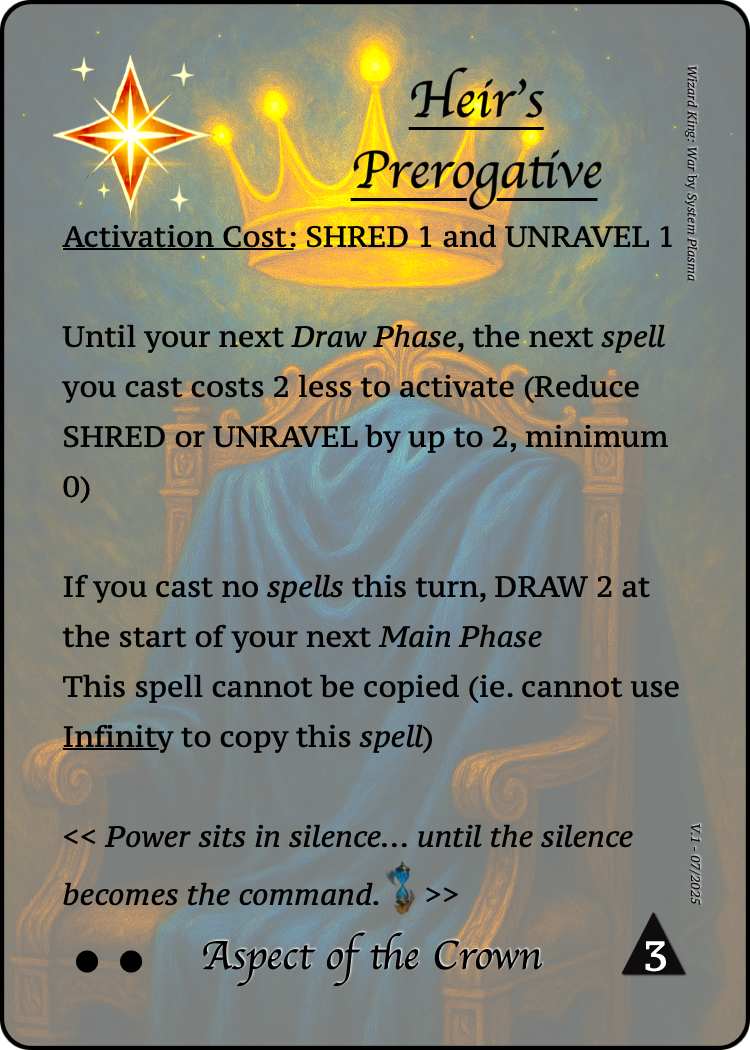 Heir's
Prerogative
Wizard King: War by System Plasma
Activation Cost: SHRED 1 and UNRAVEL 1
Until your next Draw Phase, the next spell
you cast costs 2 less to activate (Reduce
SHRED or UNRAVEL by up to 2, minimum
0)
If you cast no spells this turn, DRAW 2 at
the start of your next Main Phase
This spell cannot be copied (ie. cannot use
Infinity to copy this spell)
<< Power sits in silence... until the silence
becomes the command. >>
V.1 - 07/2025
Aspect of the Crown
3